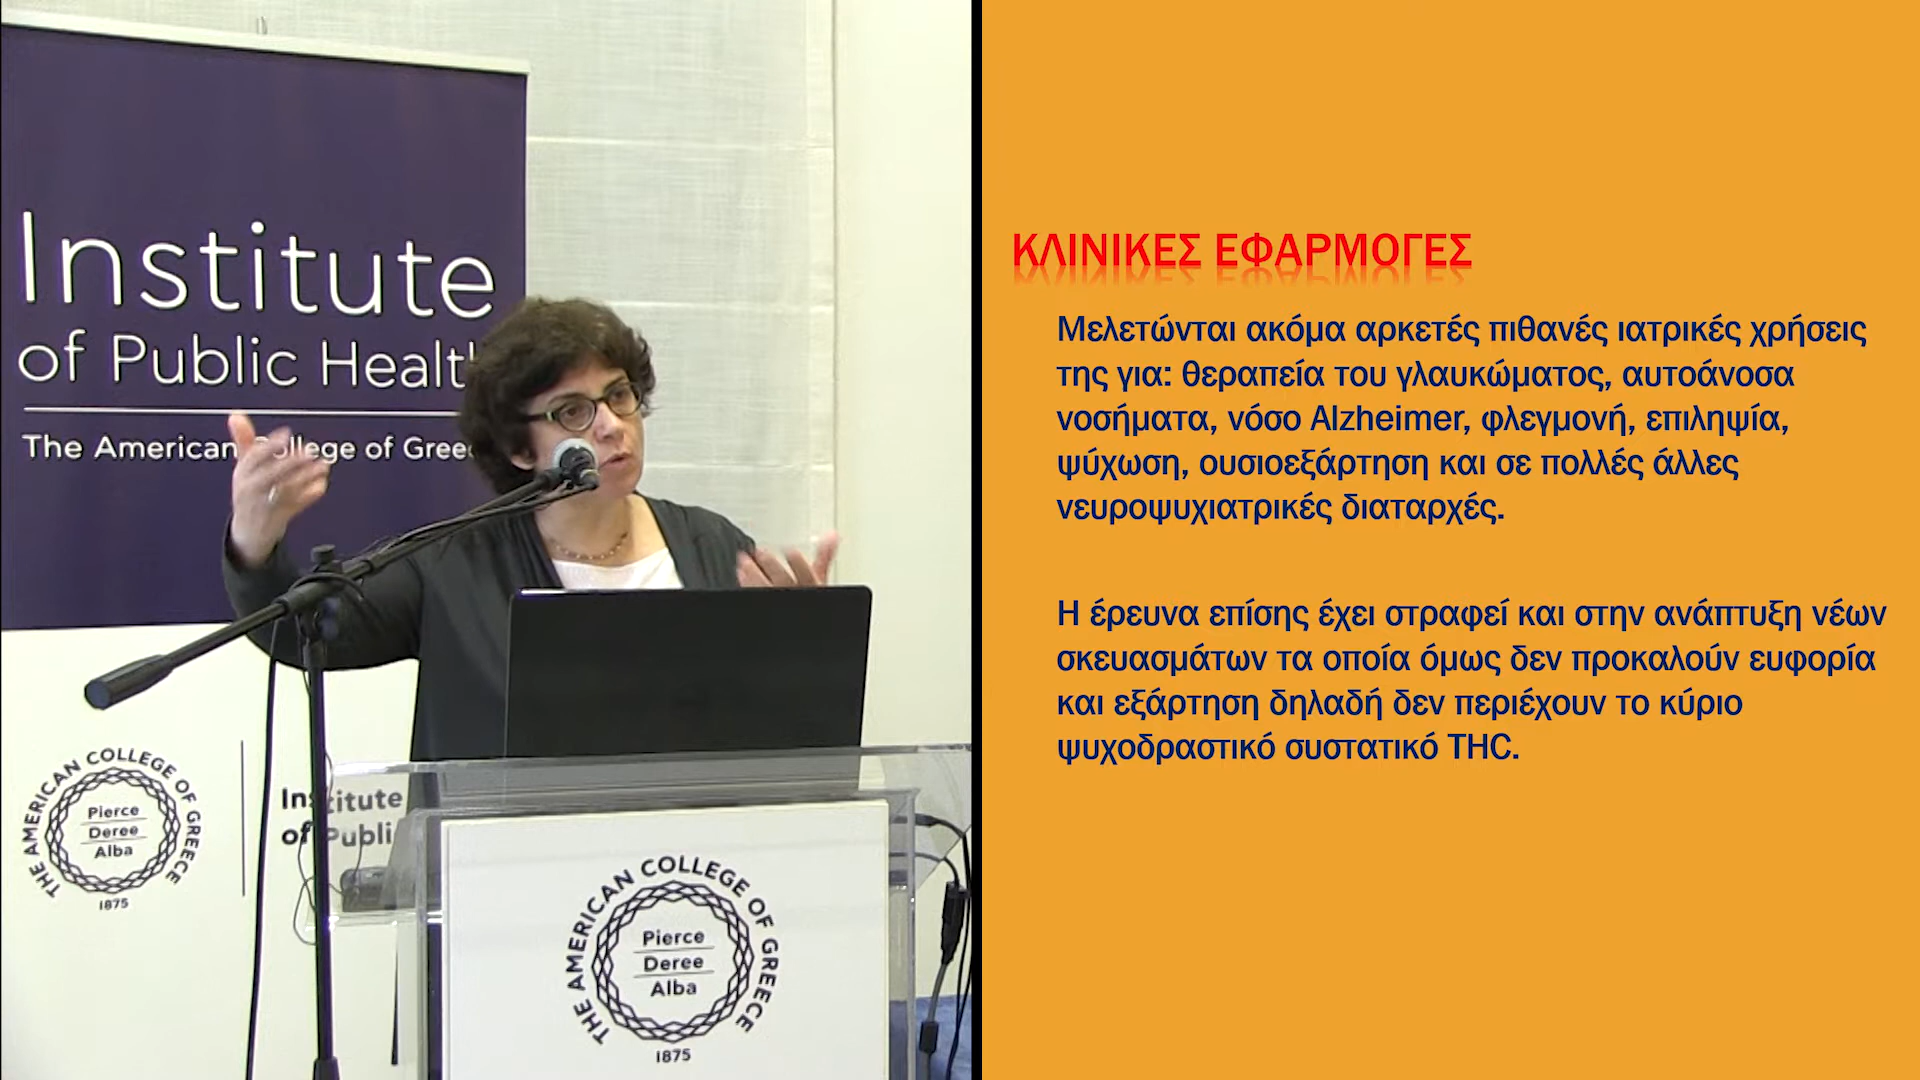 Institute
of Public Healt
The American College of Greec
THE AMERICAN COLLEGE OF GREECE
Pierce
Deree
Alba
1875
Institute
of Publi
THE AMERICAN COLLEGE OF GREECE
Pierce
Deree
Alba
1875
ΚΛΙΝΙΚΕΣ ΕΦΑΡΜΟΓΕΣ
Μελετώνται ακόμα αρκετές πιθανές ιατρικές χρήσεις
της για: θεραπεία του γλαυκώματος, αυτοάνοσα
νοσήματα, νόσο Alzheimer, φλεγμονή, επιληψία,
ψύχωση, ουσιοεξάρτηση και σε πολλές άλλες
νευροψυχιατρικές διαταρχές.
Η έρευνα επίσης έχει στραφεί και στην ανάπτυξη νέων
σκευασμάτων τα οποία όμως δεν προκαλούν ευφορία
και εξάρτηση δηλαδή δεν περιέχουν το κύριο
ψυχοδραστικό συστατικό THC.